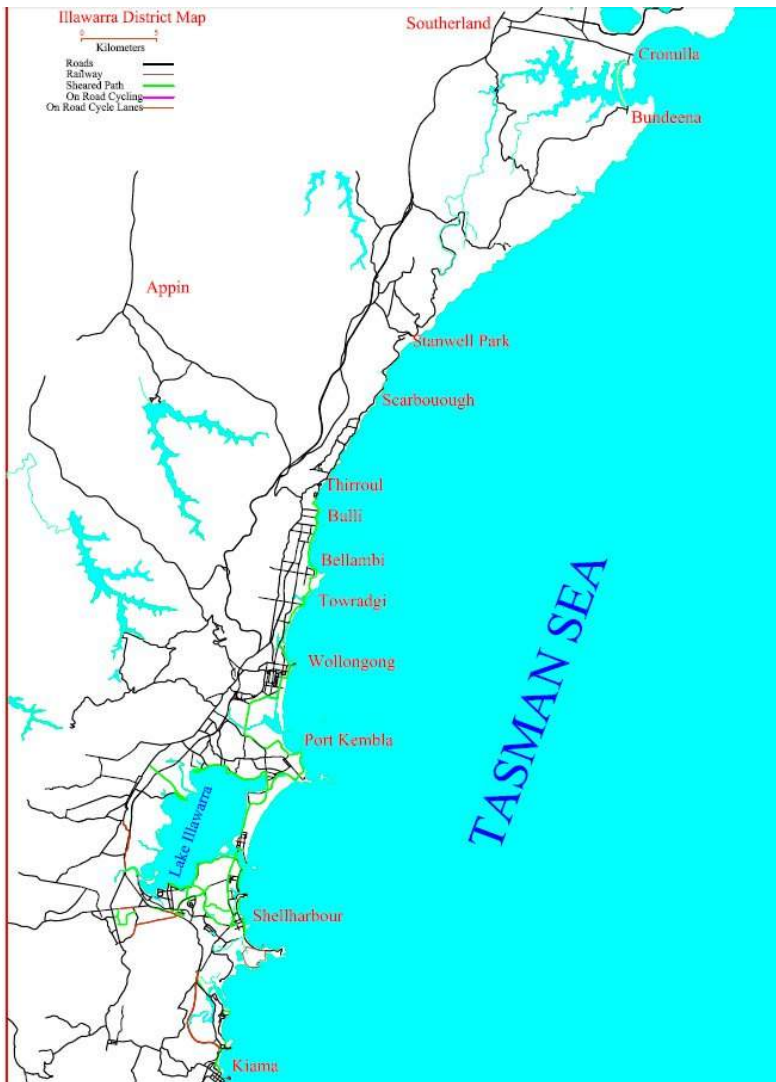 Illawarra District Map
0 5
Kilometers
Roads
Railway
Sheared Path
On Road Cycling
On Road Cycle Lanes
Southerland
Cronulla
Bundeena
Appin
Stanwell Park
Scarbouough
Thirroul
Bulli
Bellambi
Towradgi
Wollongong
Port Kembla
TASMAN SEA
Lake Illawarra
Shellharbour
Kiama